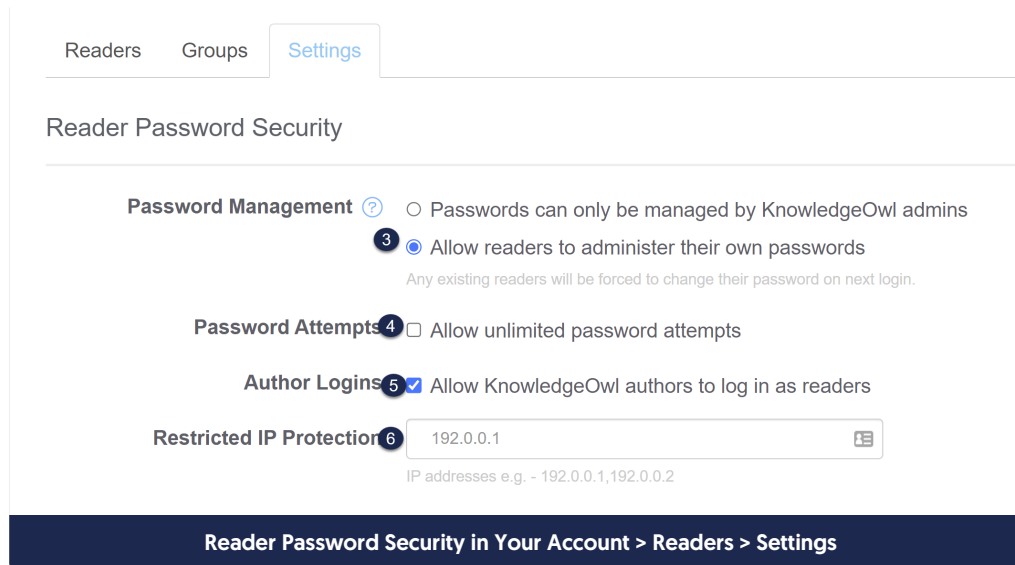 Readers Groups Settings
Reader Password Security
Password Management ? Passwords can only be managed by KnowledgeOwl admins
3 Allow readers to administer their own passwords
Any existing readers will be forced to change their password on next login.
Password Attempts 4 Allow unlimited password attempts
Author Logins 5 Allow KnowledgeOwl authors to log in as readers
Restricted IP Protection 6 192.0.0.1
IP addresses e.g. - 192.0.0.1,192.0.0.2
Reader Password Security in Your Account > Readers > Settings